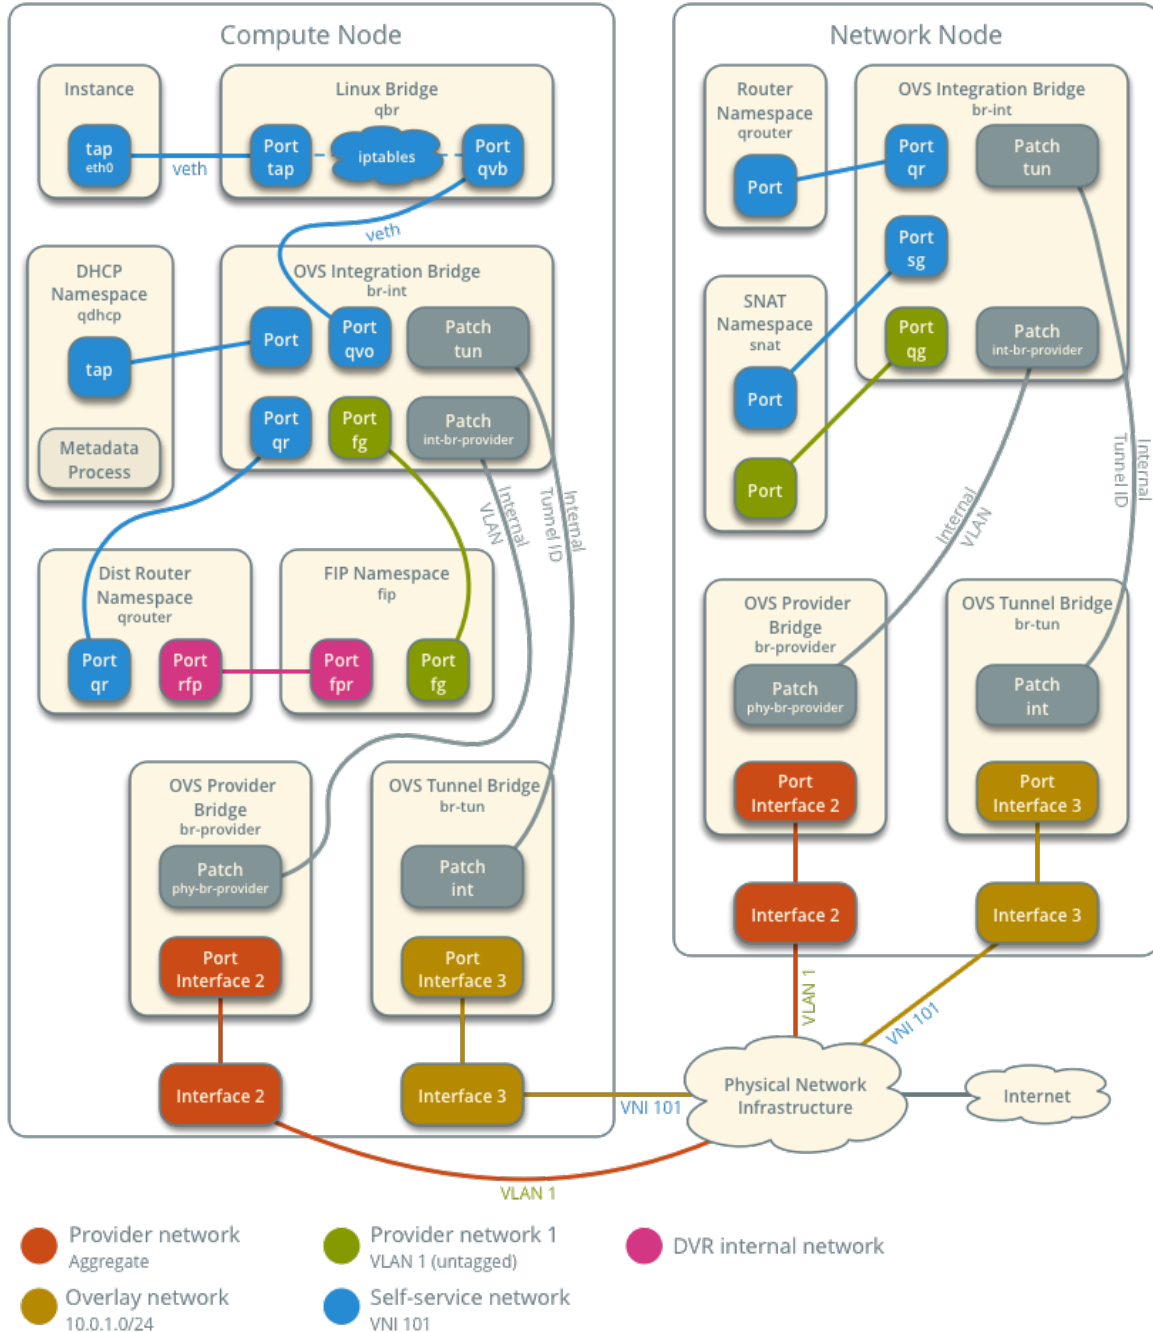 Compute Node
Instance
tap
eth0
veth
Linux Bridge
qbr
Port
tap
iptables
Port
qvb
veth
DHCP
Namespace
qdhcp
tap
Metadata
Process
OVS Integration Bridge
br-int
Port
Port
qvo
Patch
tun
Port
qr
Port
fg
Patch
int-br-provider
Internal
VLAN
Internal
Tunnel ID
Dist Router
Namespace
qrouter
Port
qr
Port
rfp
FIP Namespace
fip
Port
fpr
Port
fg
OVS Provider
Bridge
br-provider
Patch
phy-br-provider
Port
Interface 2
Interface 2
OVS Tunnel Bridge
br-tun
Patch
int
Port
Interface 3
Interface 3
Network Node
Router
Namespace
qrouter
Port
OVS Integration Bridge
br-int
Port
qr
Patch
tun
Port
sg
Port
qg
Patch
int-br-provider
SNAT
Namespace
snat
Port
Port
Internal
VLAN
Internal
Tunnel ID
OVS Provider
Bridge
br-provider
Patch
phy-br-provider
Port
Interface 2
Interface 2
OVS Tunnel Bridge
br-tun
Patch
int
Port
Interface 3
Interface 3
VLAN 1
VNI 101
VNI 101
Physical Network
Infrastructure
Internet
VLAN 1
Provider network
Aggregate
Provider network 1
VLAN 1 (untagged)
DVR internal network
Overlay network
10.0.1.0/24
Self-service network
VNI 101